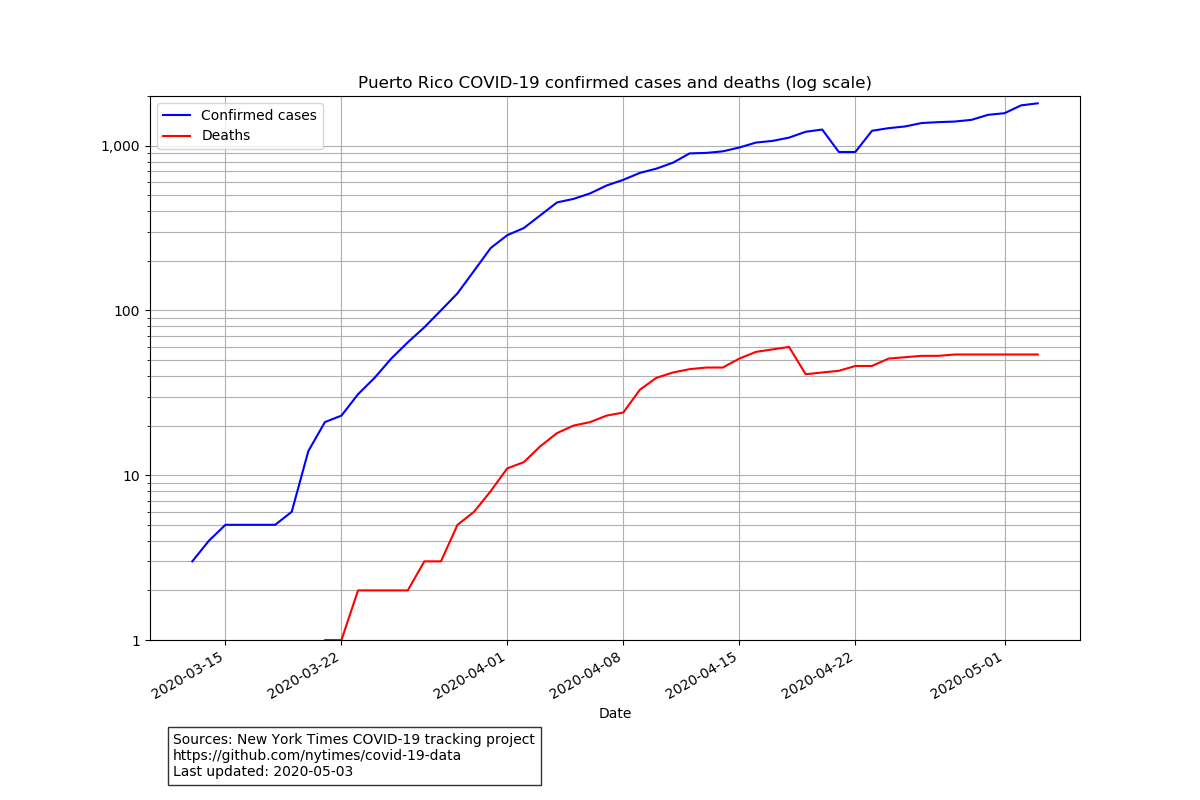 Puerto Rico COVID-19 confirmed cases and deaths (log scale)
Confirmed cases
Deaths
1,000
100
10
1
2020-03-15
2020-03-22
2020-04-01
2020-04-08
2020-04-15
2020-04-22
2020-05-01
Date
Sources: New York Times COVID-19 tracking project
https://github.com/nytimes/covid-19-data
Last updated: 2020-05-03